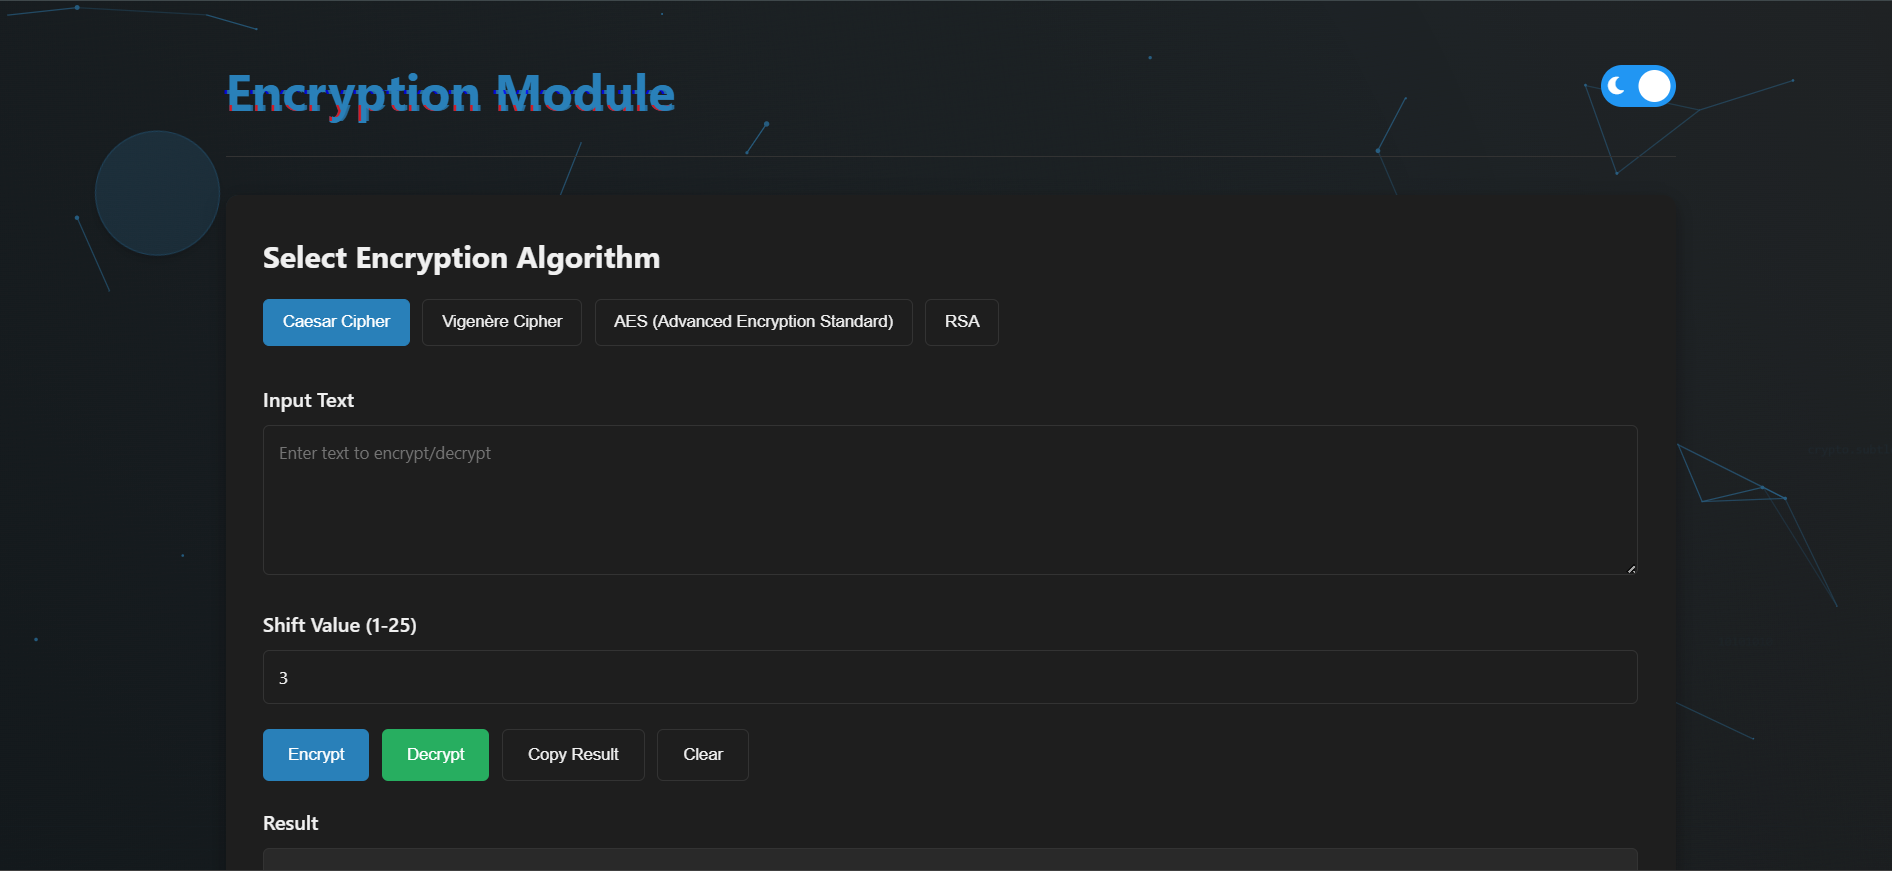 Encryption Module
Select Encryption Algorithm
Caesar Cipher Vigenère Cipher AES (Advanced Encryption Standard) RSA
Input Text
Enter text to encrypt/decrypt
Shift Value (1-25)
3
Encrypt Decrypt Copy Result Clear
Result